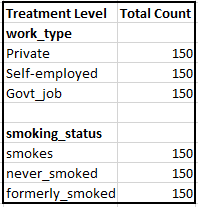 Treatment Level Total Count
work_type
Private 150
Self-employed 150
Govt_job 150
smoking_status
smokes 150
never_smoked 150
formerly_smoked 150